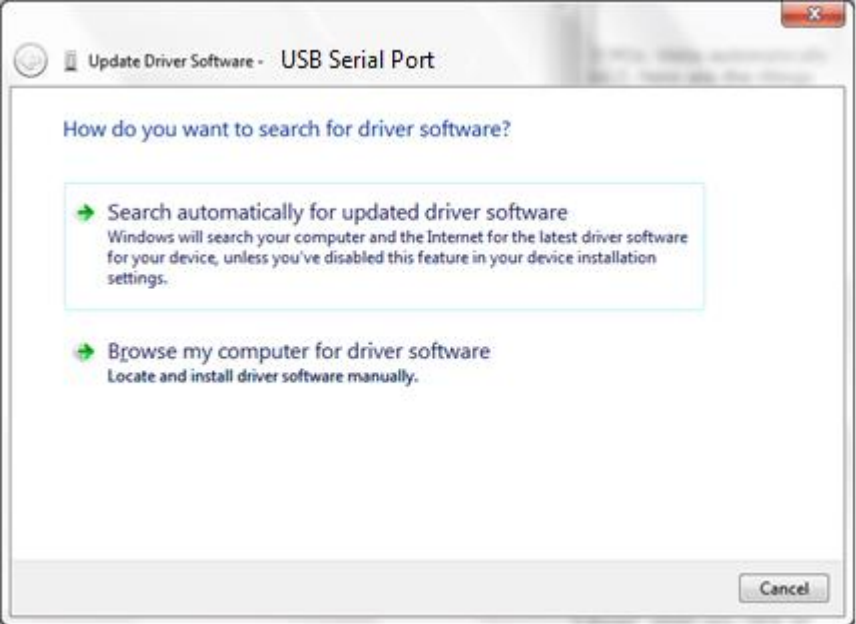 Update Driver Software - USB Serial Port
How do you want to search for driver software?
Search automatically for updated driver software
Windows will search your computer and the Internet for the latest driver software
for your device, unless you've disabled this feature in your device installation
settings.
Browse my computer for driver software
Locate and install driver software manually.
Cancel